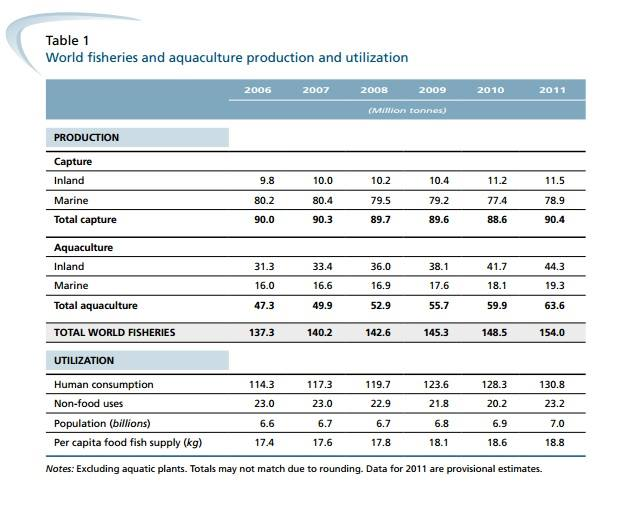 Table 1
World fisheries and aquaculture production and utilization
2006 2007 2008 2009 2010 2011
(Million tonnes)
PRODUCTION
Capture
Inland 9.8 10.0 10.2 10.4 11.2 11.5
Marine 80.2 80.4 79.5 79.2 77.4 78.9
Total capture 90.0 90.3 89.7 89.6 88.6 90.4
Aquaculture
Inland 31.3 33.4 36.0 38.1 41.7 44.3
Marine 16.0 16.6 16.9 17.6 18.1 19.3
Total aquaculture 47.3 49.9 52.9 55.7 59.9 63.6
TOTAL WORLD FISHERIES 137.3 140.2 142.6 145.3 148.5 154.0
UTILIZATION
Human consumption 114.3 117.3 119.7 123.6 128.3 130.8
Non-food uses 23.0 23.0 22.9 21.8 20.2 23.2
Population (billions) 6.6 6.7 6.7 6.8 6.9 7.0
Per capita food fish supply (kg) 17.4 17.6 17.8 18.1 18.6 18.8
Notes: Excluding aquatic plants. Totals may not match due to rounding. Data for 2011 are provisional estimates.